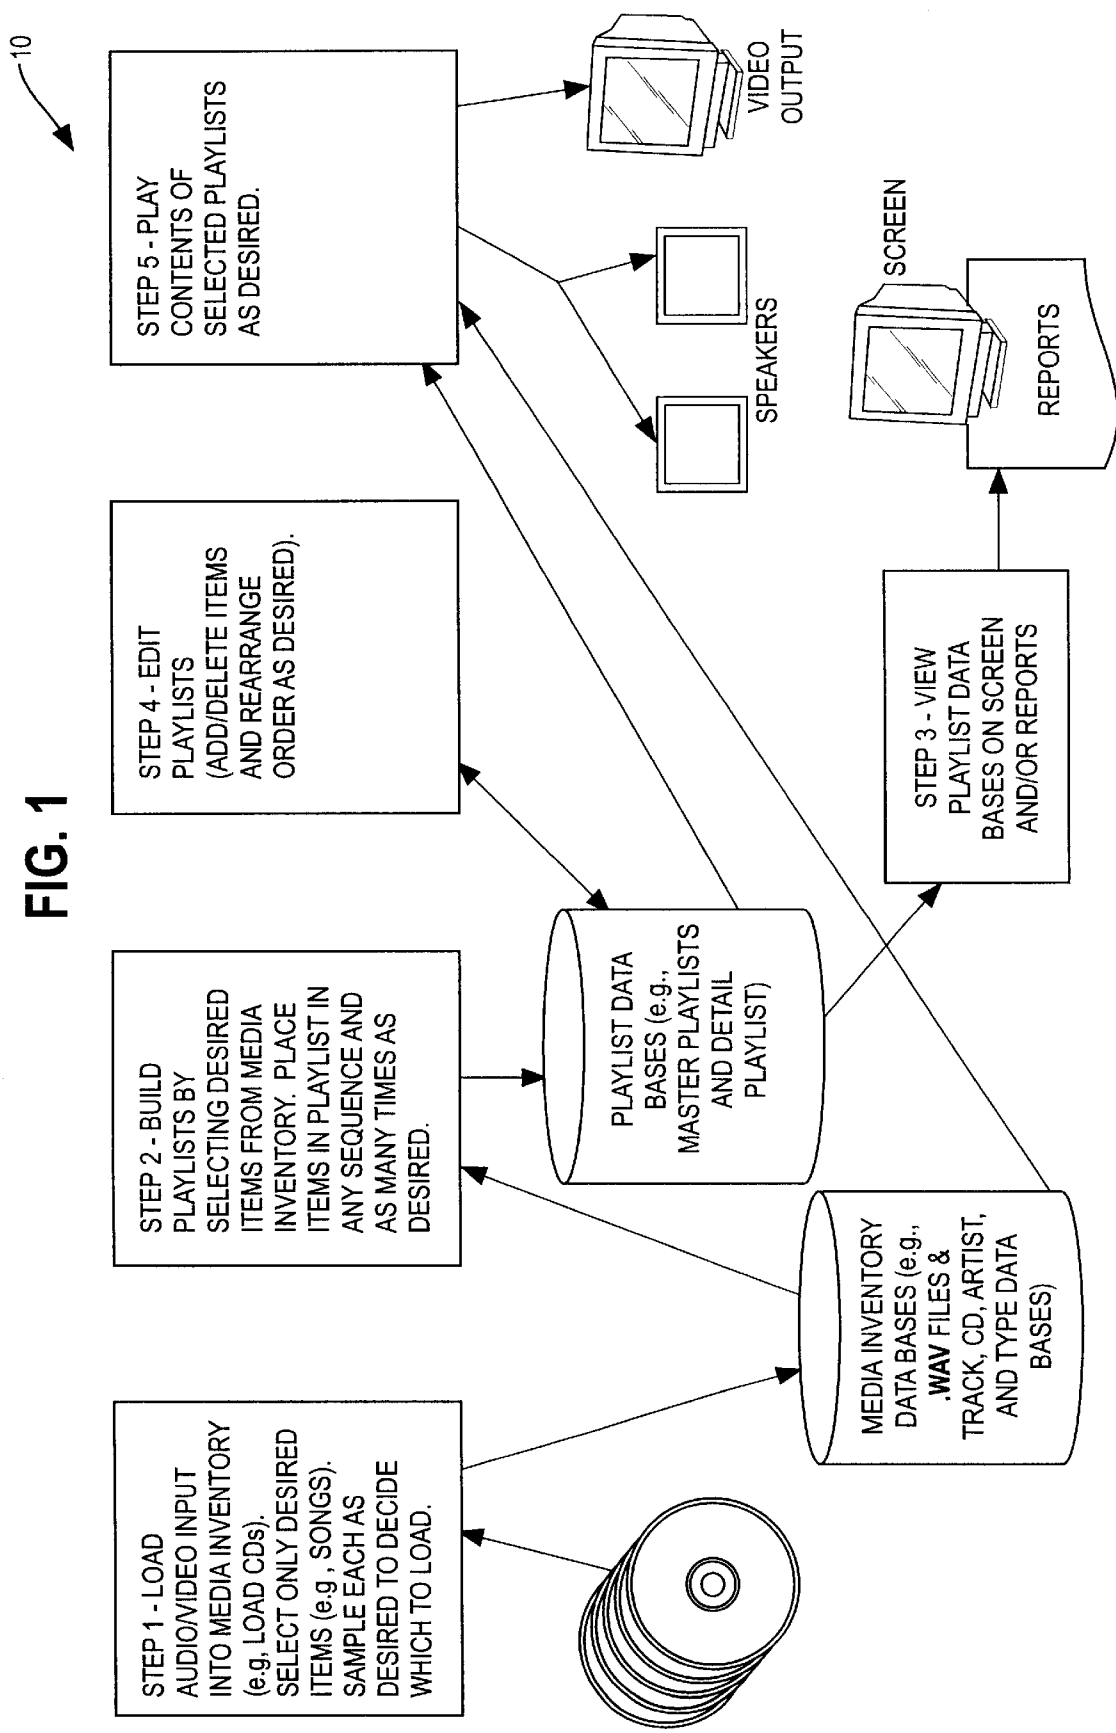 FIG. 1
10
STEP 1 - LOAD
AUDIO/VIDEO INPUT
INTO MEDIA INVENTORY
(e.g, LOAD CDs).
SELECT ONLY DESIRED
ITEMS (e.g , SONGS).
SAMPLE EACH AS
DESIRED TO DECIDE
WHICH TO LOAD.
STEP 2 - BUILD
PLAYLISTS BY
SELECTING DESIRED
ITEMS FROM MEDIA
INVENTORY. PLACE
ITEMS IN PLAYLIST IN
ANY SEQUENCE AND
AS MANY TIMES AS
DESIRED.
STEP 4 - EDIT
PLAYLISTS
(ADD/DELETE ITEMS
AND REARRANGE
ORDER AS DESIRED).
STEP 5 - PLAY
CONTENTS OF
SELECTED PLAYLISTS
AS DESIRED.
PLAYLIST DATA
BASES (e.g.,
MASTER PLAYLISTS
AND DETAIL
PLAYLIST)
SPEAKERS
VIDEO
OUTPUT
MEDIA INVENTORY
DATA BASES (e.g.,
.WAV FILES &
TRACK, CD, ARTIST,
AND TYPE DATA
BASES)
STEP 3 - VIEW
PLAYLIST DATA
BASES ON SCREEN
AND/OR REPORTS
SCREEN
REPORTS